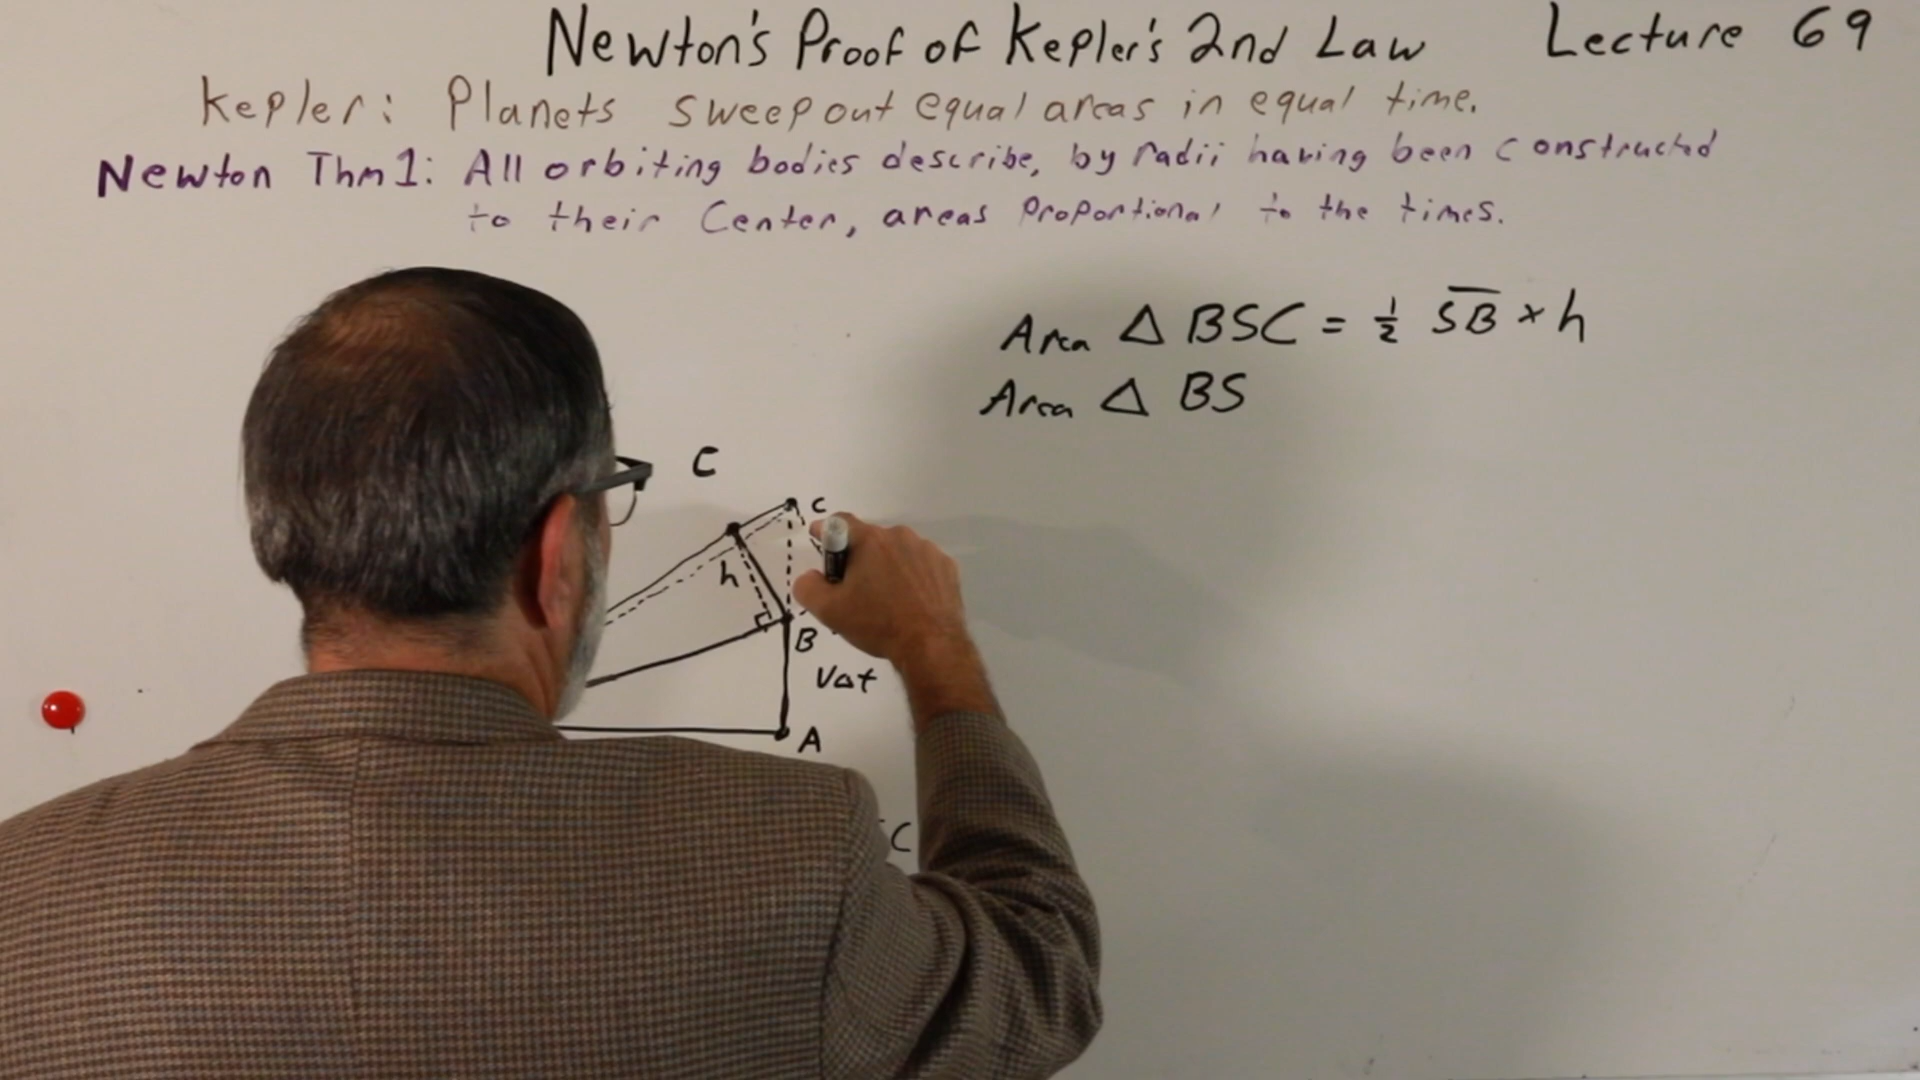 Newton's Proof of Kepler's 2nd Law Lecture 69
Kepler: Planets sweep out equal areas in equal time.
Newton Thm 1: All orbiting bodies describe, by radii having been constructed
to their Center, areas proportional to the times.
Area △ BSC = ½ S̅B̅ × h
Area △ BS
C
c
h
B
V∆t
A
C